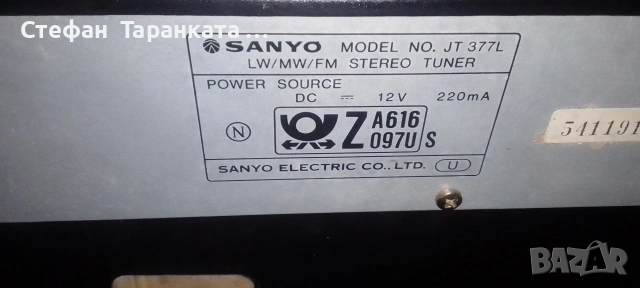 Стефан Таранката
SANYO MODEL NO. JT 377L
LW/MW/FM STEREO TUNER
POWER SOURCE
DC 12V 220mA
N
Z A616 097U S
SANYO ELECTRIC CO., LTD. U
541191
BAZAR